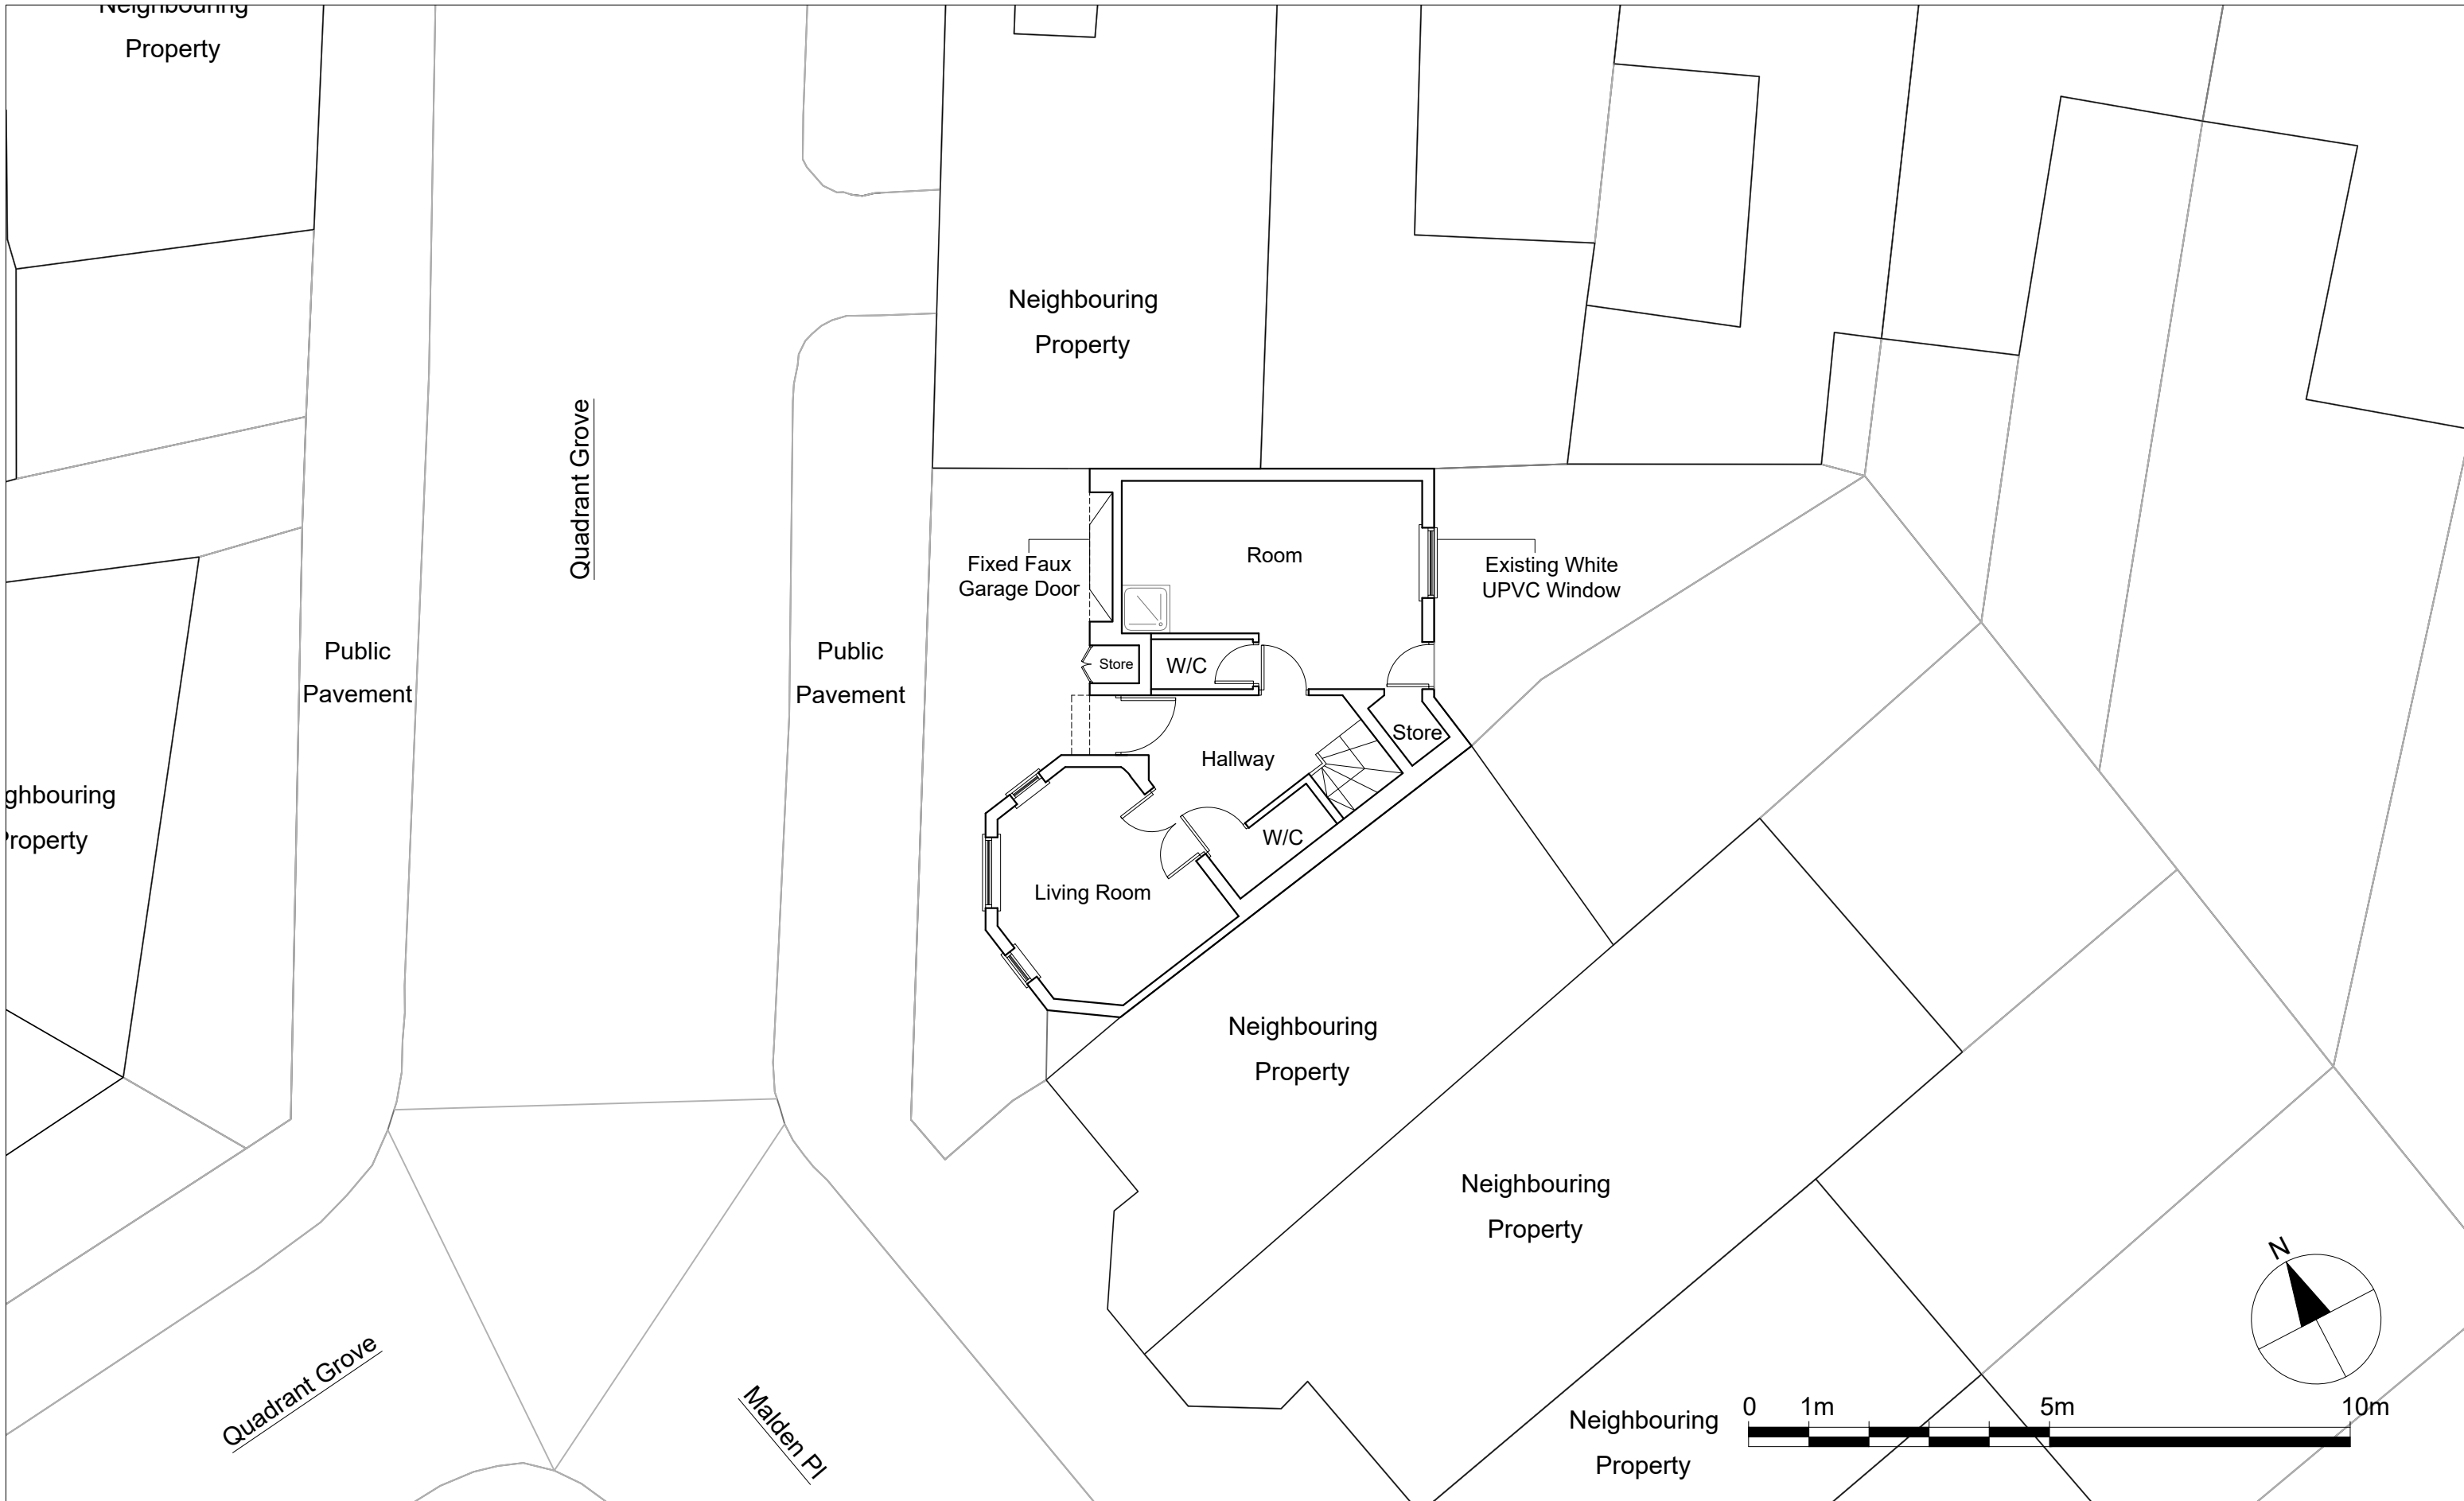 Neighbouring
Property
Neighbouring
Property
Quadrant Grove
Fixed Faux
Garage Door
Room
Existing White
UPVC Window
Public
Pavement
Public
Pavement
Store
W/C
Store
Hallway
ghbouring
Property
W/C
Living Room
Neighbouring
Property
Neighbouring
Property
N
Quadrant Grove
Malden Pl
Neighbouring
Property
0 1m 5m 10m